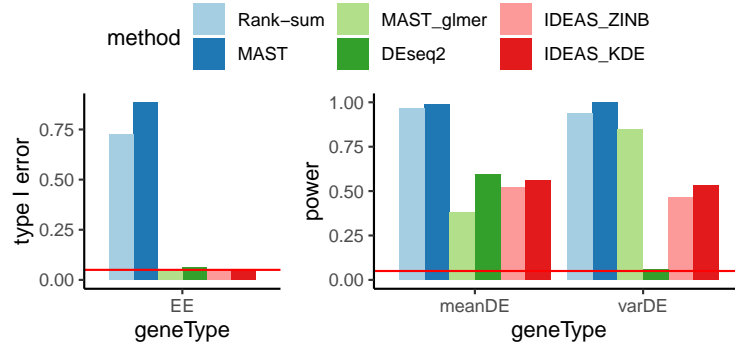 method
Rank−sum
MAST
MAST_glmer
DEseq2
IDEAS_ZINB
IDEAS_KDE
type I error
0.75
0.50
0.25
0.00
EE
geneType
power
1.00
0.75
0.50
0.25
0.00
meanDE
varDE
geneType